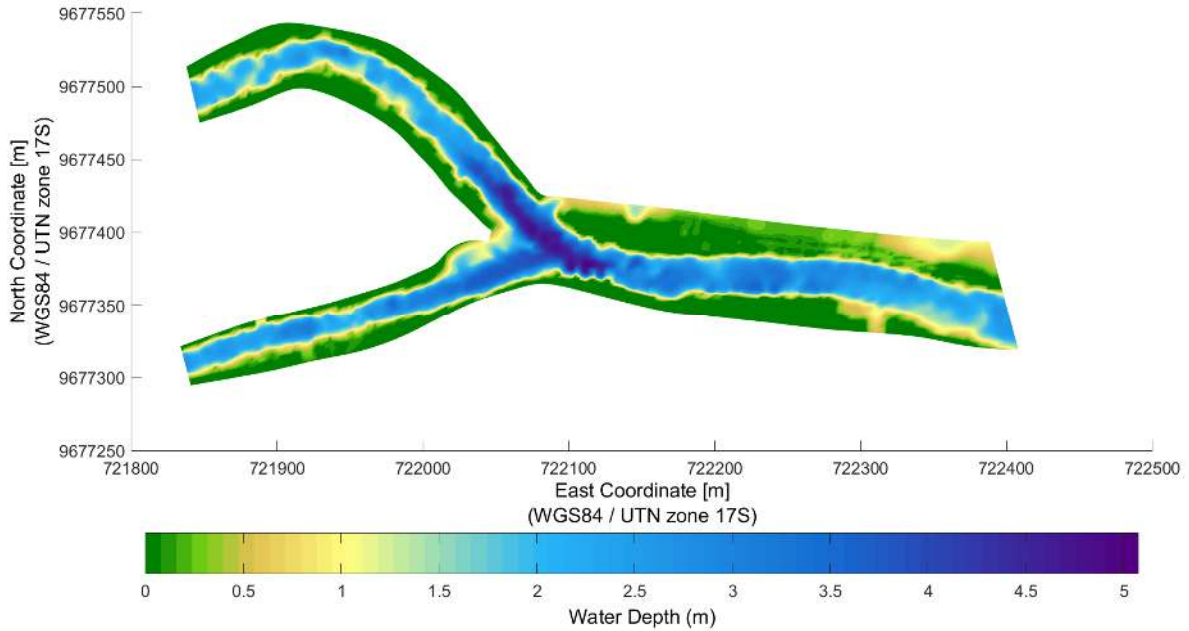 9677550
9677500
9677450
9677400
9677350
9677300
9677250
North Coordinate [m]
(WGS84 / UTN zone 17S)
721800 721900 722000 722100 722200 722300 722400 722500
East Coordinate [m]
(WGS84 / UTN zone 17S)
0 0.5 1 1.5 2 2.5 3 3.5 4 4.5 5
Water Depth (m)